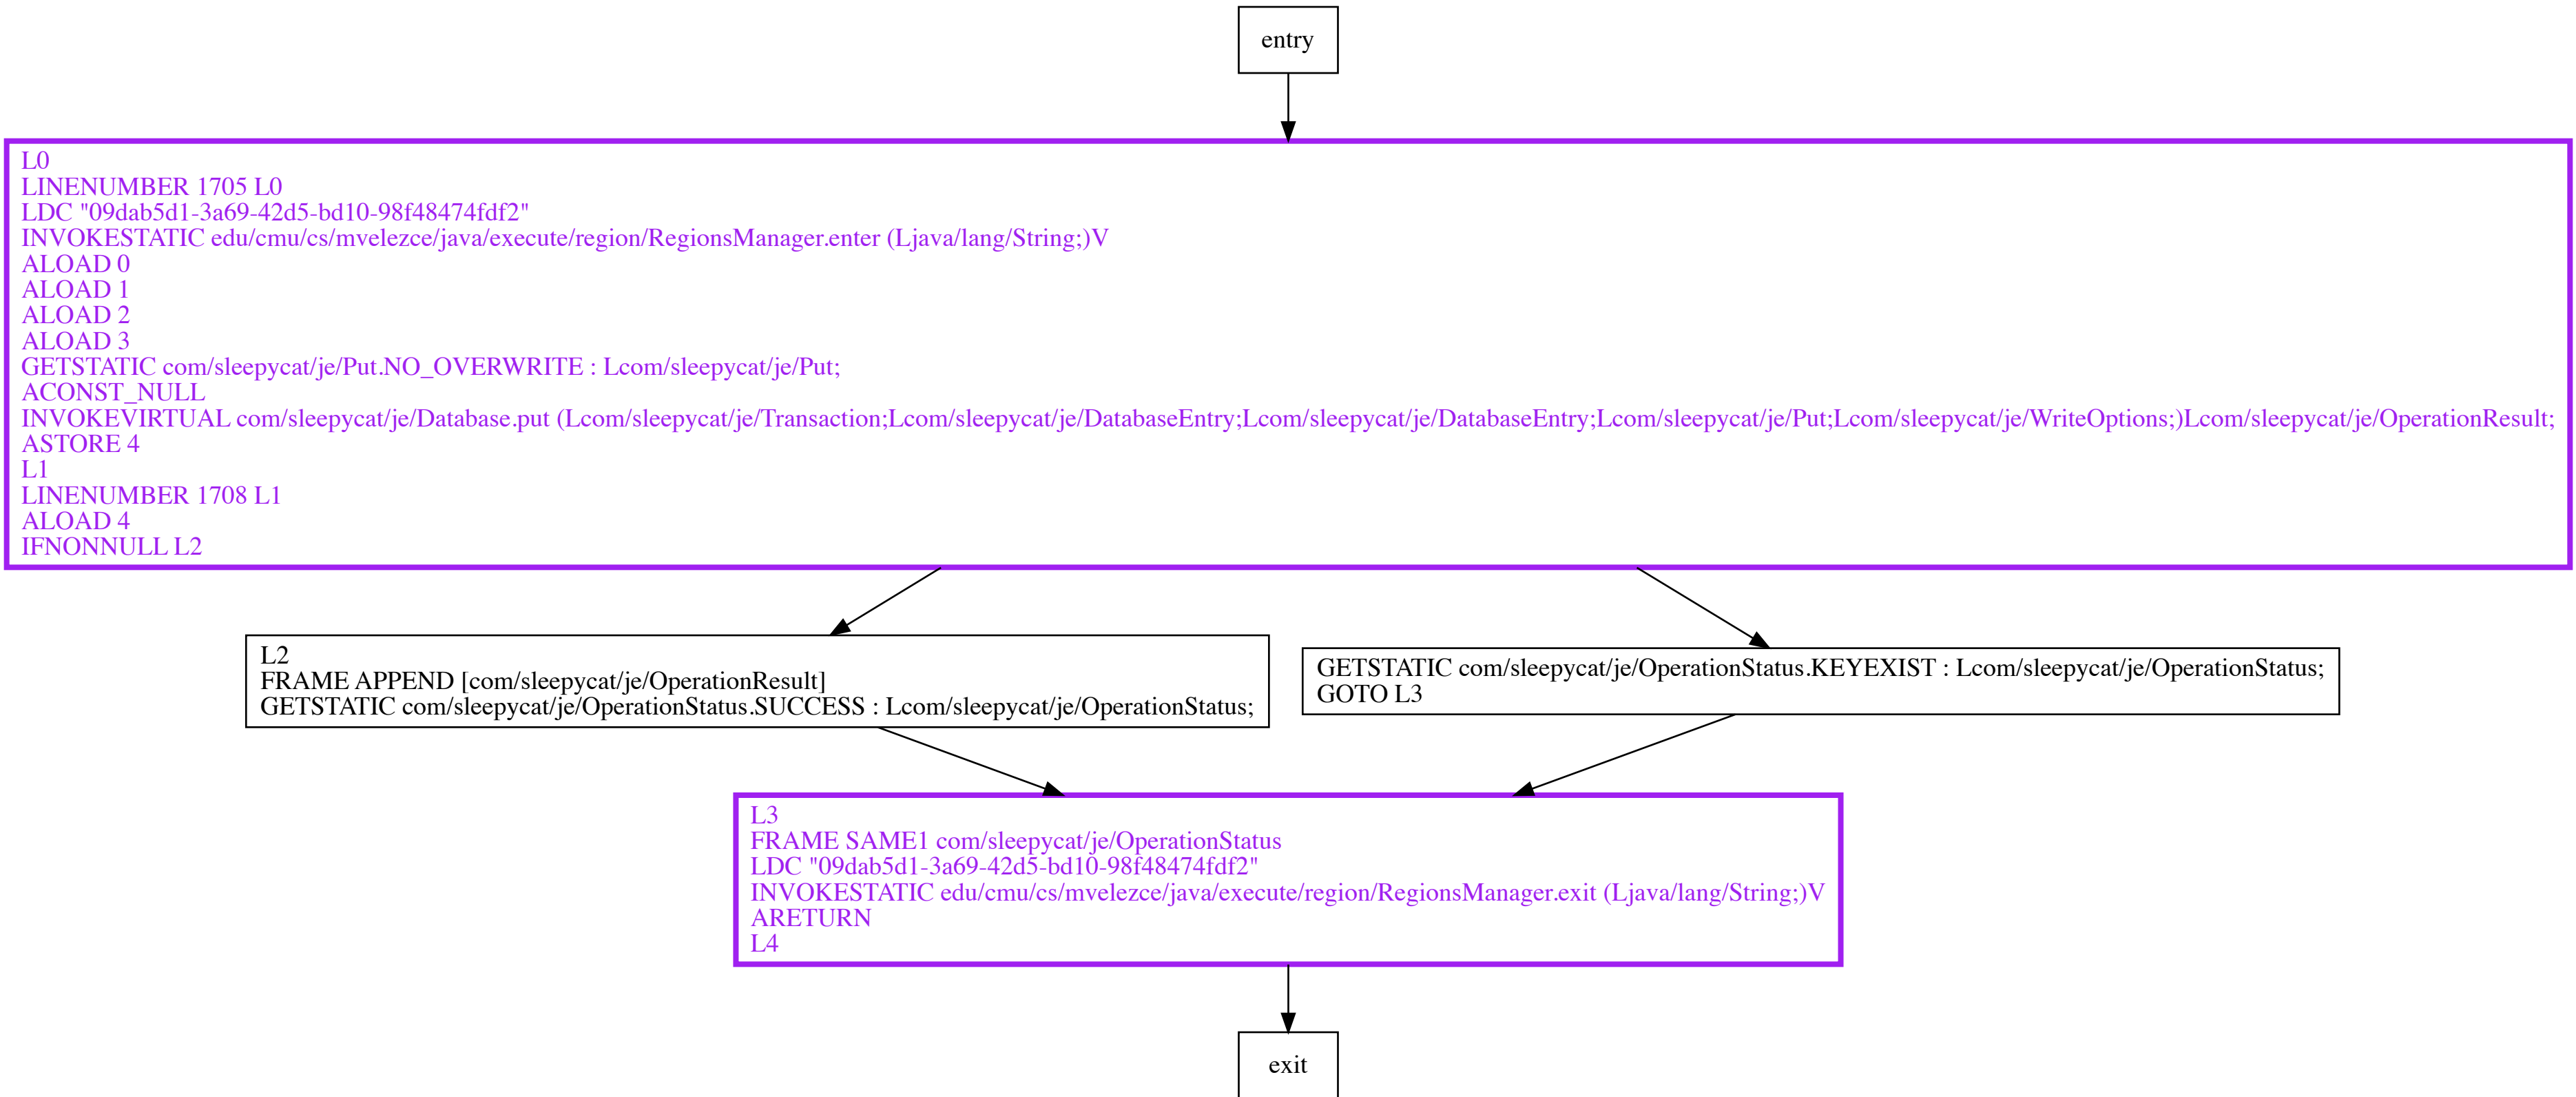 entry
L0
LINENUMBER 1705 L0
LDC "09dab5d1-3a69-42d5-bd10-98f48474fdf2"
INVOKESTATIC edu/cmu/cs/mvelezce/java/execute/region/RegionsManager.enter (Ljava/lang/String;)V
ALOAD 0
ALOAD 1
ALOAD 2
ALOAD 3
GETSTATIC com/sleepycat/je/Put.NO_OVERWRITE : Lcom/sleepycat/je/Put;
ACONST_NULL
INVOKEVIRTUAL com/sleepycat/je/Database.put (Lcom/sleepycat/je/Transaction;Lcom/sleepycat/je/DatabaseEntry;Lcom/sleepycat/je/DatabaseEntry;Lcom/sleepycat/je/Put;Lcom/sleepycat/je/WriteOptions;)Lcom/sleepycat/je/OperationResult;
ASTORE 4
L1
LINENUMBER 1708 L1
ALOAD 4
IFNONNULL L2
L2
FRAME APPEND [com/sleepycat/je/OperationResult]
GETSTATIC com/sleepycat/je/OperationStatus.SUCCESS : Lcom/sleepycat/je/OperationStatus;
GETSTATIC com/sleepycat/je/OperationStatus.KEYEXIST : Lcom/sleepycat/je/OperationStatus;
GOTO L3
L3
FRAME SAME1 com/sleepycat/je/OperationStatus
LDC "09dab5d1-3a69-42d5-bd10-98f48474fdf2"
INVOKESTATIC edu/cmu/cs/mvelezce/java/execute/region/RegionsManager.exit (Ljava/lang/String;)V
ARETURN
L4
exit